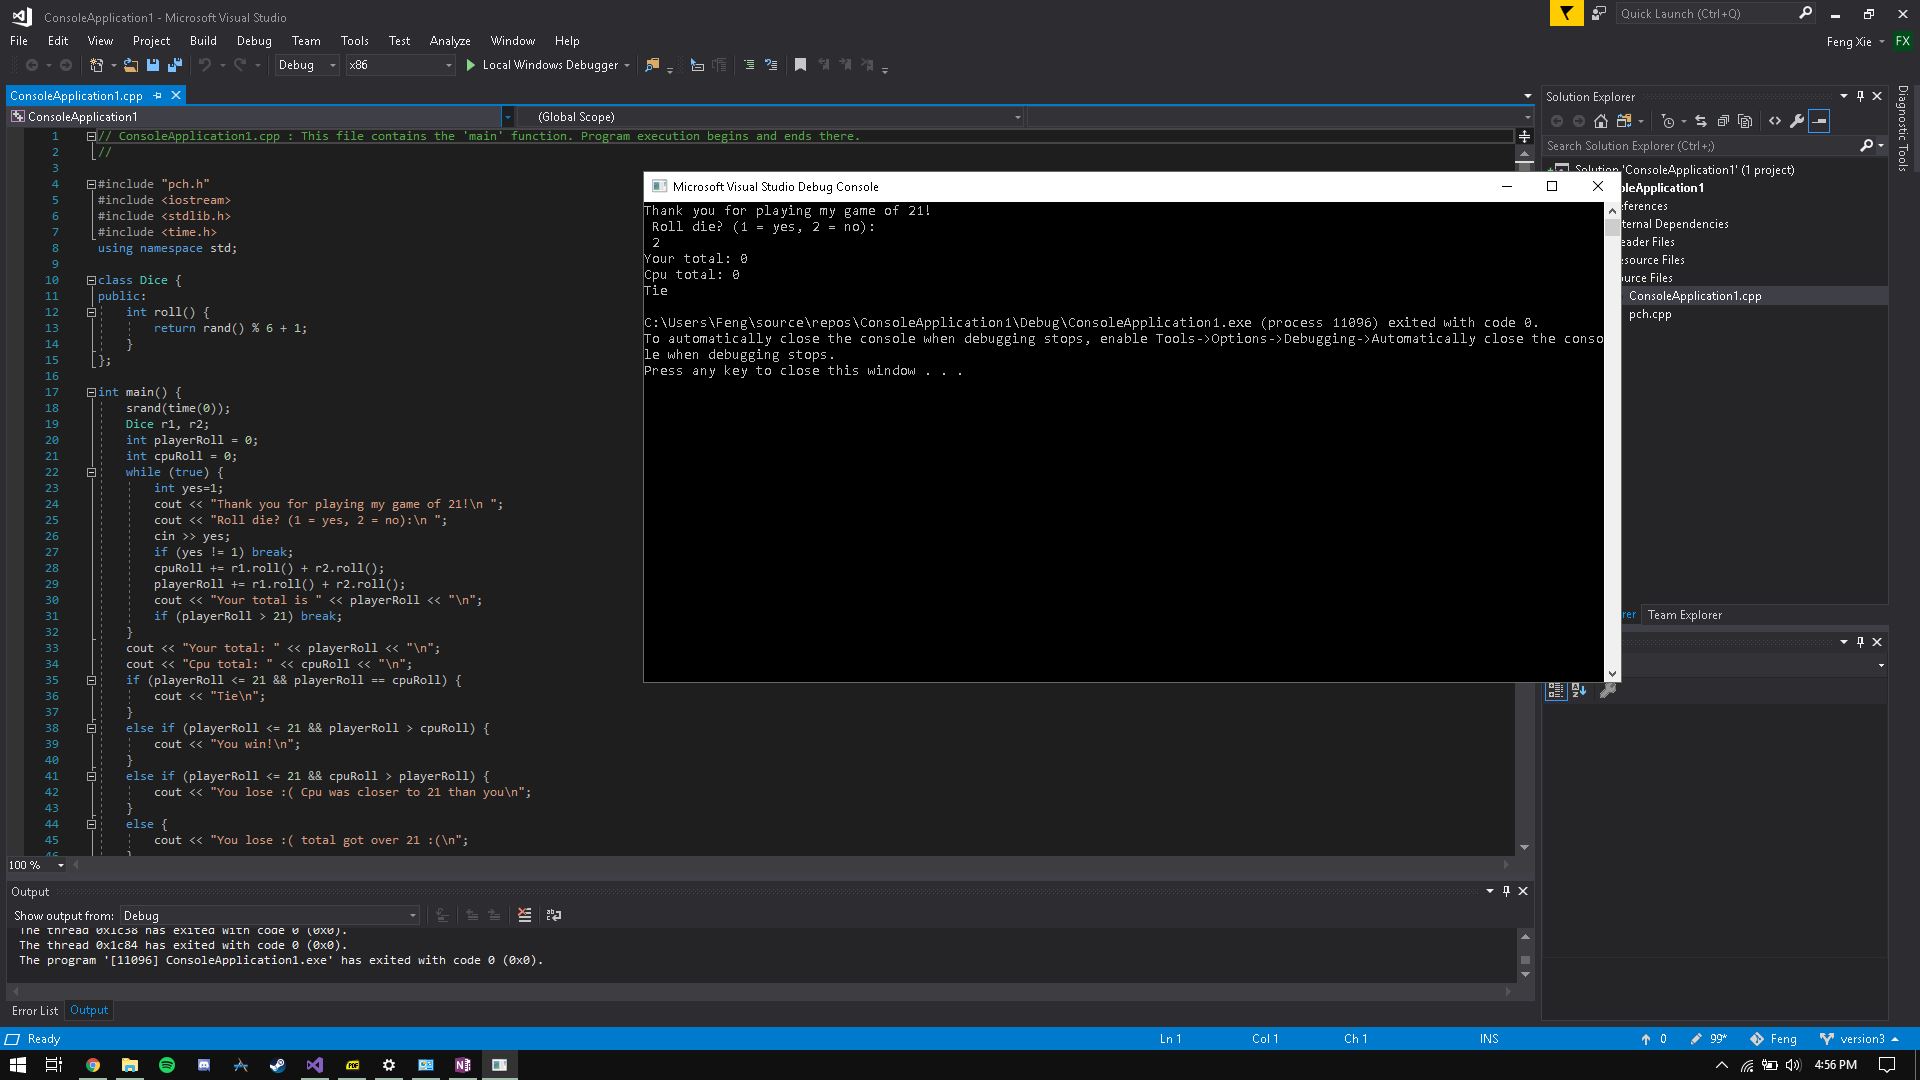 ConsoleApplication1 - Microsoft Visual Studio
Quick Launch (Ctrl+Q)
File Edit View Project Build Debug Team Tools Test Analyze Window Help
Feng Xie FX
Debug x86 Local Windows Debugger
ConsoleApplication1.cpp
ConsoleApplication1 (Global Scope)
1 // ConsoleApplication1.cpp : This file contains the 'main' function. Program execution begins and ends there.
2 //
3
4 #include "pch.h"
5 #include <iostream>
6 #include <stdlib.h>
7 #include <time.h>
8 using namespace std;
9
10 class Dice {
11 public:
12 int roll() {
13 return rand() % 6 + 1;
14 }
15 };
16
17 int main() {
18 srand(time(0));
19 Dice r1, r2;
20 int playerRoll = 0;
21 int cpuRoll = 0;
22 while (true) {
23 int yes=1;
24 cout << "Thank you for playing my game of 21!\n ";
25 cout << "Roll die? (1 = yes, 2 = no):\n ";
26 cin >> yes;
27 if (yes != 1) break;
28 cpuRoll += r1.roll() + r2.roll();
29 playerRoll += r1.roll() + r2.roll();
30 cout << "Your total is " << playerRoll << "\n";
31 if (playerRoll > 21) break;
32 }
33 cout << "Your total: " << playerRoll << "\n";
34 cout << "Cpu total: " << cpuRoll << "\n";
35 if (playerRoll <= 21 && playerRoll == cpuRoll) {
36 cout << "Tie\n";
37 }
38 else if (playerRoll <= 21 && playerRoll > cpuRoll) {
39 cout << "You win!\n";
40 }
41 else if (playerRoll <= 21 && cpuRoll > playerRoll) {
42 cout << "You lose :( Cpu was closer to 21 than you\n";
43 }
44 else {
45 cout << "You lose :( total got over 21 :(\n";
46 }
100 %
Microsoft Visual Studio Debug Console
Thank you for playing my game of 21!
Roll die? (1 = yes, 2 = no):
2
Your total: 0
Cpu total: 0
Tie
C:\Users\Feng\source\repos\ConsoleApplication1\Debug\ConsoleApplication1.exe (process 11096) exited with code 0.
To automatically close the console when debugging stops, enable Tools->Options->Debugging->Automatically close the conso
le when debugging stops.
Press any key to close this window . . .
Solution Explorer
Search Solution Explorer (Ctrl+;)
Solution 'ConsoleApplication1' (1 project)
oleApplication1
eferences
ternal Dependencies
eader Files
esource Files
urce Files
ConsoleApplication1.cpp
pch.cpp
rer Team Explorer
Diagnostic Tools
Output
Show output from: Debug
The thread 0x1c38 has exited with code 0 (0x0).
The thread 0x1c84 has exited with code 0 (0x0).
The program '[11096] ConsoleApplication1.exe' has exited with code 0 (0x0).
Error List Output
Ready Ln 1 Col 1 Ch 1 INS 0 99* Feng version3
4:56 PM